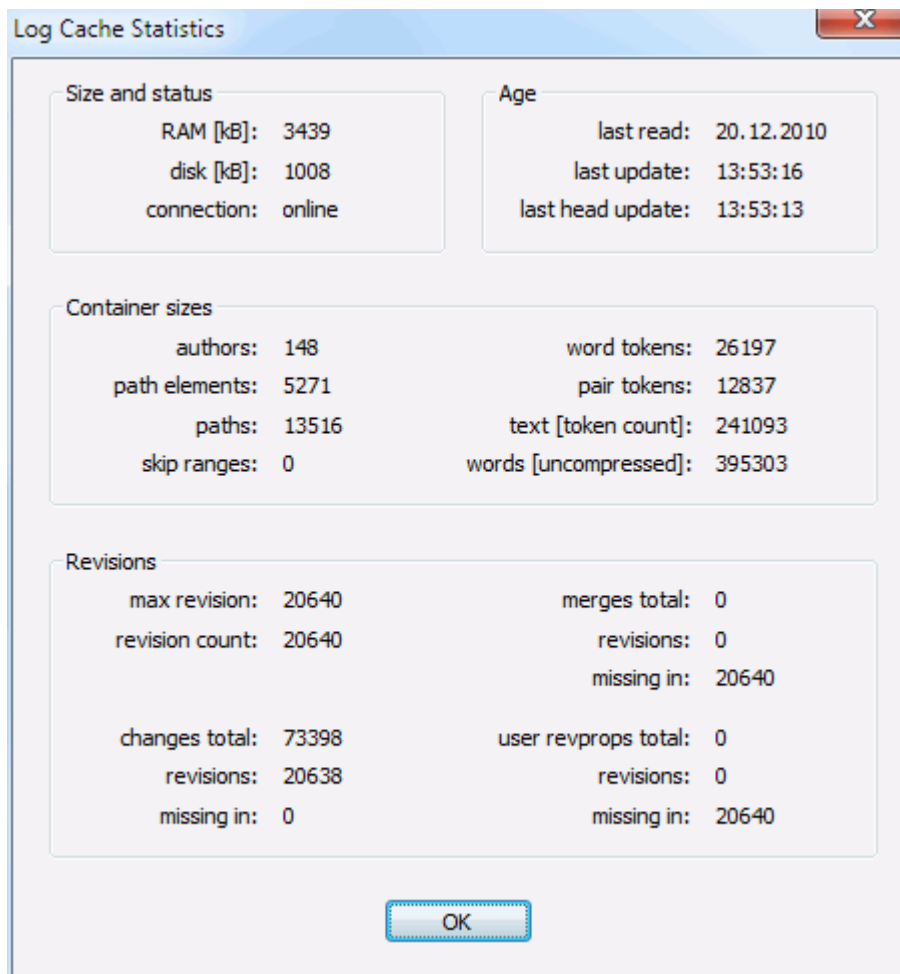 Log Cache Statistics
Size and status
RAM [kB]: 3439
disk [kB]: 1008
connection: online
Age
last read: 20.12.2010
last update: 13:53:16
last head update: 13:53:13
Container sizes
authors: 148
path elements: 5271
paths: 13516
skip ranges: 0
word tokens: 26197
pair tokens: 12837
text [token count]: 241093
words [uncompressed]: 395303
Revisions
max revision: 20640
revision count: 20640
merges total: 0
revisions: 0
missing in: 20640
changes total: 73398
revisions: 20638
missing in: 0
user revprops total: 0
revisions: 0
missing in: 20640
OK